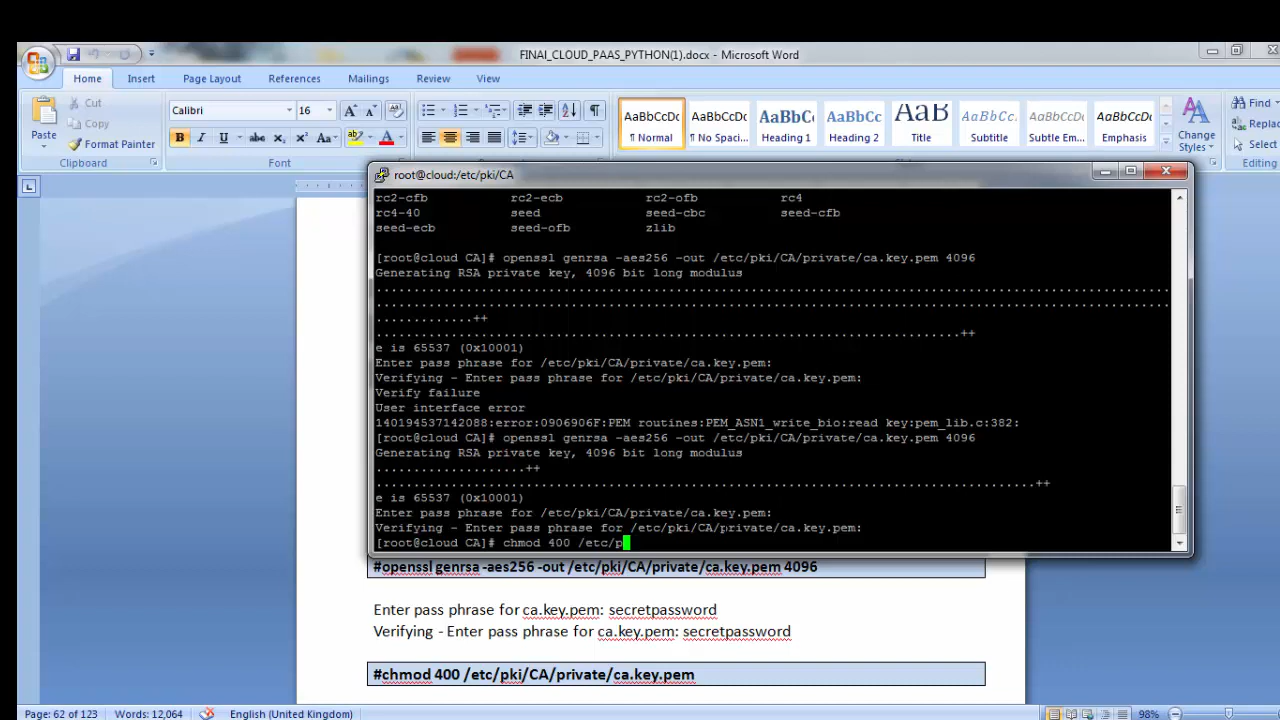 FINAL_CLOUD_PAAS_PYTHON(1).docx - Microsoft Word
Home Insert Page Layout References Mailings Review View
Cut
Copy
Format Painter
Paste
Calibri 16
AaBbCcDc AaBbCcDc AaBbC AaBbCc AaB AaBbCc. AaBbCcDc AaBbCcDc
¶ Normal ¶ No Spaci... Heading 1 Heading 2 Title Subtitle Subtle Em... Emphasis
Change Styles
Find
Replac
Select
Clipboard Font Paragraph Styles Editing
root@cloud:/etc/pki/CA
rc2-cfb rc2-ecb rc2-ofb rc4
rc4-40 seed seed-cbc seed-cfb
seed-ecb seed-ofb zlib
[root@cloud CA]# openssl genrsa -aes256 -out /etc/pki/CA/private/ca.key.pem 4096
Generating RSA private key, 4096 bit long modulus
................................................................................
................................................................................
.............++
..............................................................................++
e is 65537 (0x10001)
Enter pass phrase for /etc/pki/CA/private/ca.key.pem:
Verifying - Enter pass phrase for /etc/pki/CA/private/ca.key.pem:
Verify failure
User interface error
140194537142088:error:0906906F:PEM routines:PEM_ASN1_write_bio:read key:pem_lib.c:382:
[root@cloud CA]# openssl genrsa -aes256 -out /etc/pki/CA/private/ca.key.pem 4096
Generating RSA private key, 4096 bit long modulus
....................++
........................................................................................++
e is 65537 (0x10001)
Enter pass phrase for /etc/pki/CA/private/ca.key.pem:
Verifying - Enter pass phrase for /etc/pki/CA/private/ca.key.pem:
[root@cloud CA]# chmod 400 /etc/p
#openssl genrsa -aes256 -out /etc/pki/CA/private/ca.key.pem 4096
Enter pass phrase for ca.key.pem: secretpassword
Verifying - Enter pass phrase for ca.key.pem: secretpassword
#chmod 400 /etc/pki/CA/private/ca.key.pem
Page: 62 of 123 Words: 12,064 English (United Kingdom) 98%